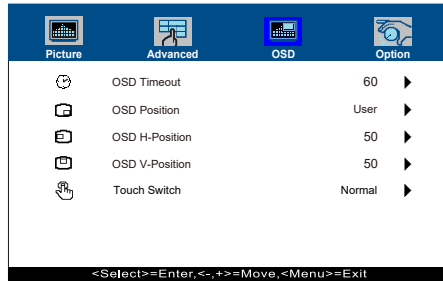 Picture Advanced OSD Option
OSD Timeout 60
OSD Position User
OSD H-Position 50
OSD V-Position 50
Touch Switch Normal
<Select>=Enter,<-,+>=Move,<Menu>=Exit